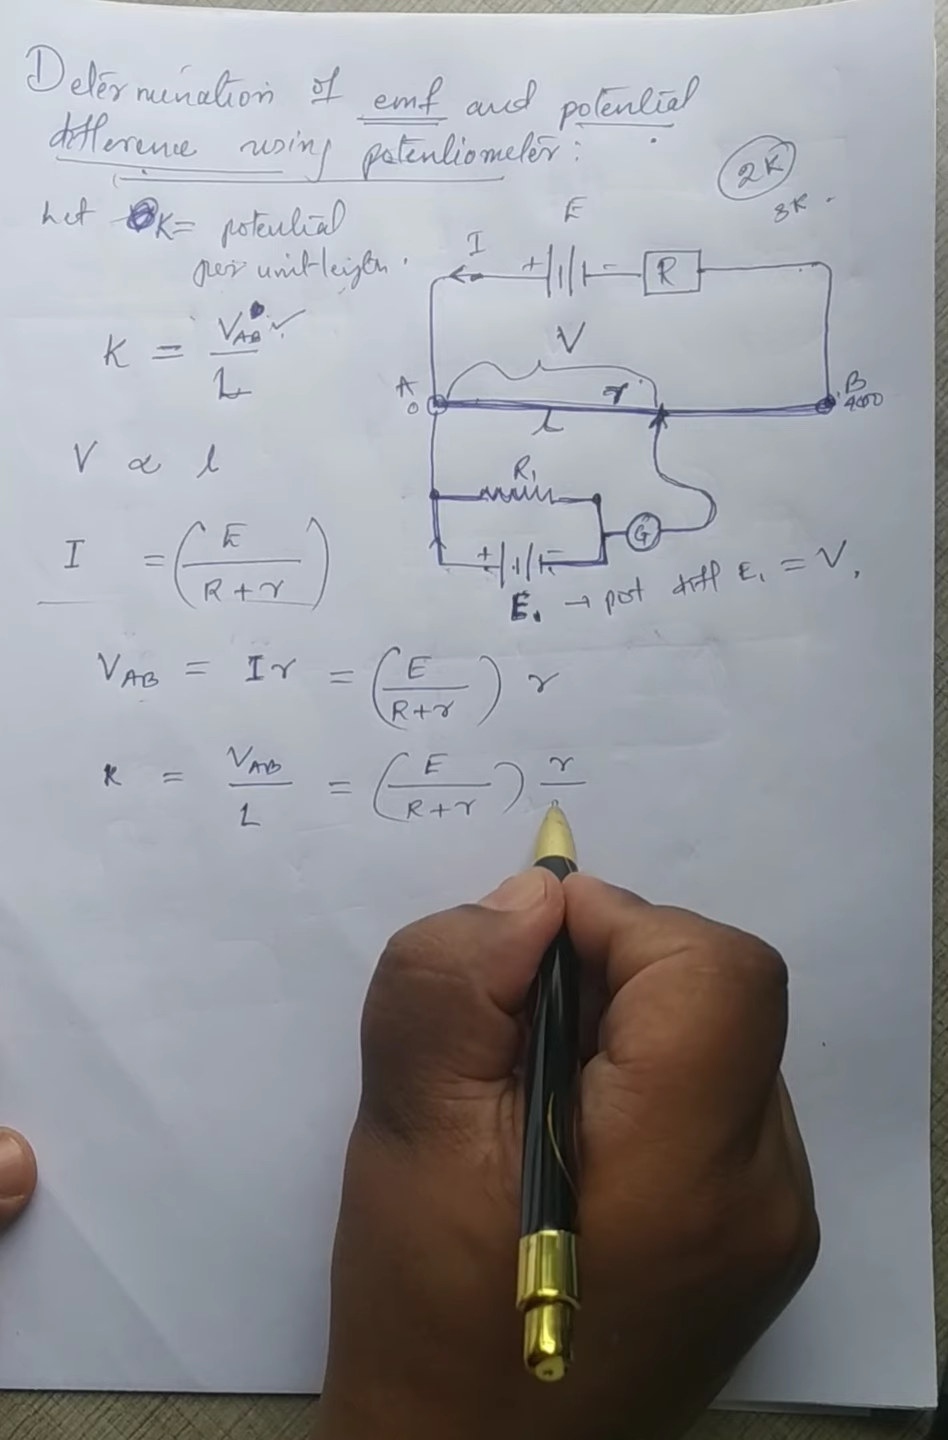 Determination of emf and potential
difference using potentiometer:
Let K = potential
per unit length.
2K
3K.
K = V_AB / L
V ∝ l
I = (E / R+r)
V_AB = Ir = (E / R+r) r
K = V_AB / L = (E / R+r) r
E
I
+ -
R
V
A
0
r
B
400
l
R₁
G
+ -
E₁ → pot diff E₁ = V,